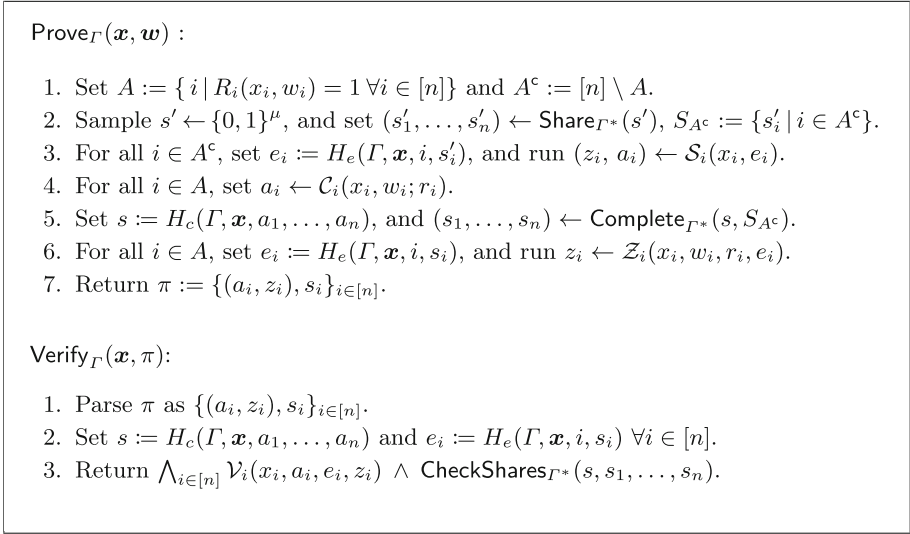 Prove_Γ(𝒙, 𝒘) :
1. Set A := { i | R_i(x_i, w_i) = 1 ∀i ∈ [n]} and A^c := [n] \ A.
2. Sample s′ ← {0, 1}^μ, and set (s′_1, . . . , s′_n) ← Share_{Γ*}(s′), S_{A^c} := {s′_i | i ∈ A^c}.
3. For all i ∈ A^c, set e_i := H_e(Γ, 𝒙, i, s′_i), and run (z_i, a_i) ← 𝒮_i(x_i, e_i).
4. For all i ∈ A, set a_i ← 𝒞_i(x_i, w_i; r_i).
5. Set s := H_c(Γ, 𝒙, a_1, . . . , a_n), and (s_1, . . . , s_n) ← Complete_{Γ*}(s, S_{A^c}).
6. For all i ∈ A, set e_i := H_e(Γ, 𝒙, i, s_i), and run z_i ← 𝒵_i(x_i, w_i, r_i, e_i).
7. Return π := {(a_i, z_i), s_i}_{i∈[n]}.
Verify_Γ(𝒙, π):
1. Parse π as {(a_i, z_i), s_i}_{i∈[n]}.
2. Set s := H_c(Γ, 𝒙, a_1, . . . , a_n) and e_i := H_e(Γ, 𝒙, i, s_i) ∀i ∈ [n].
3. Return ⋀_{i∈[n]} 𝒱_i(x_i, a_i, e_i, z_i) ∧ CheckShares_{Γ*}(s, s_1, . . . , s_n).